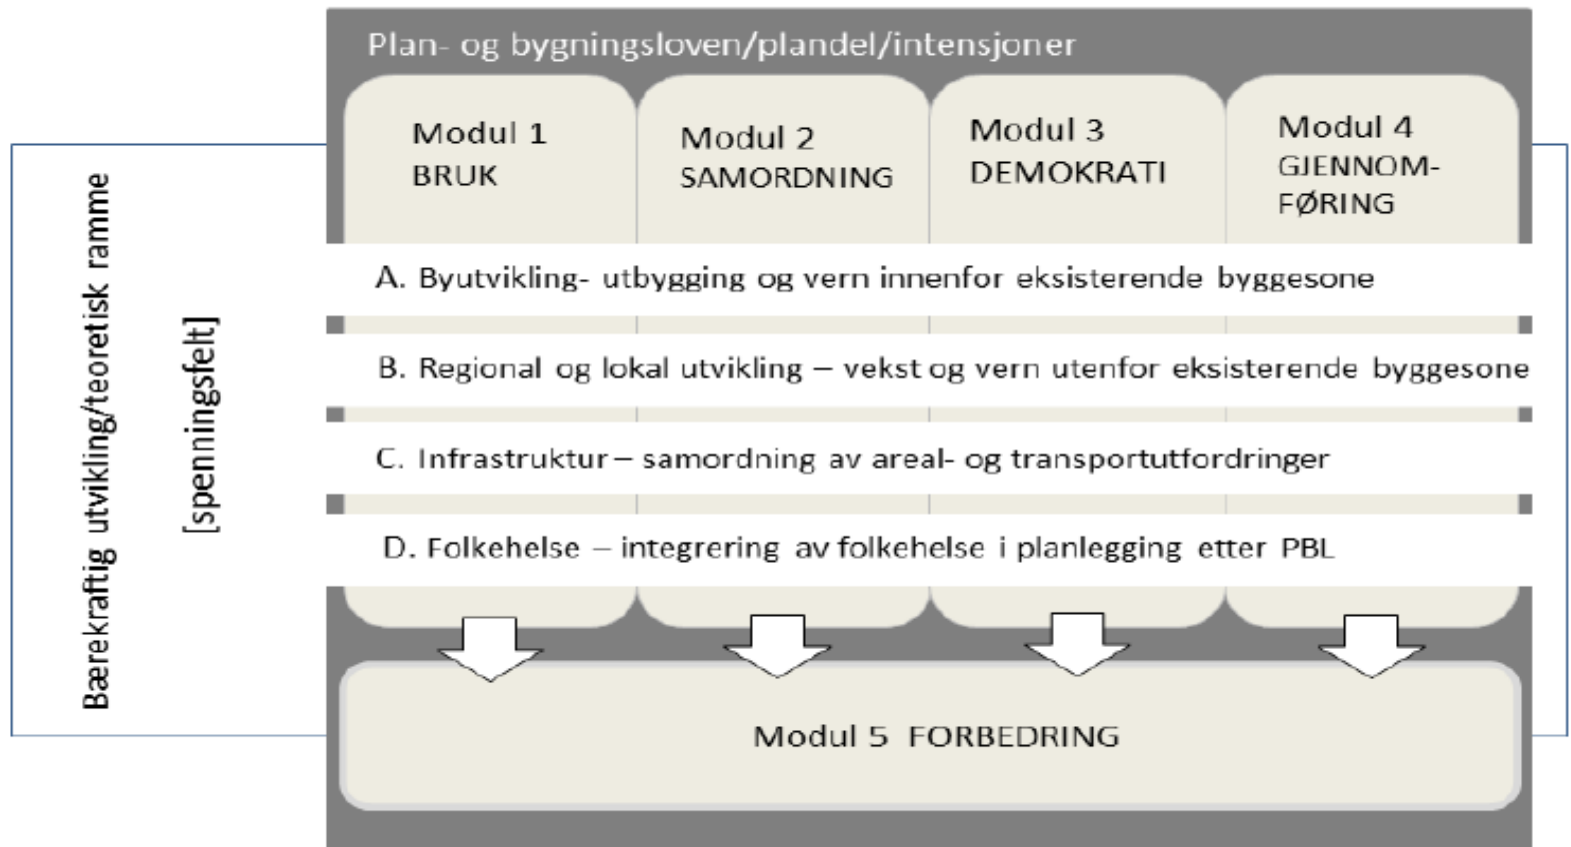 Plan- og bygningsloven/plandel/intensjoner
Modul 1
BRUK
Modul 2
SAMORDNING
Modul 3
DEMOKRATI
Modul 4
GJENNOM-
FØRING
A. Byutvikling- utbygging og vern innenfor eksisterende byggesone
B. Regional og lokal utvikling – vekst og vern utenfor eksisterende byggesone
C. Infrastruktur – samordning av areal- og transportutfordringer
D. Folkehelse – integrering av folkehelse i planlegging etter PBL
Modul 5 FORBEDRING
Bærekraftig utvikling/teoretisk ramme
[spenningsfelt]